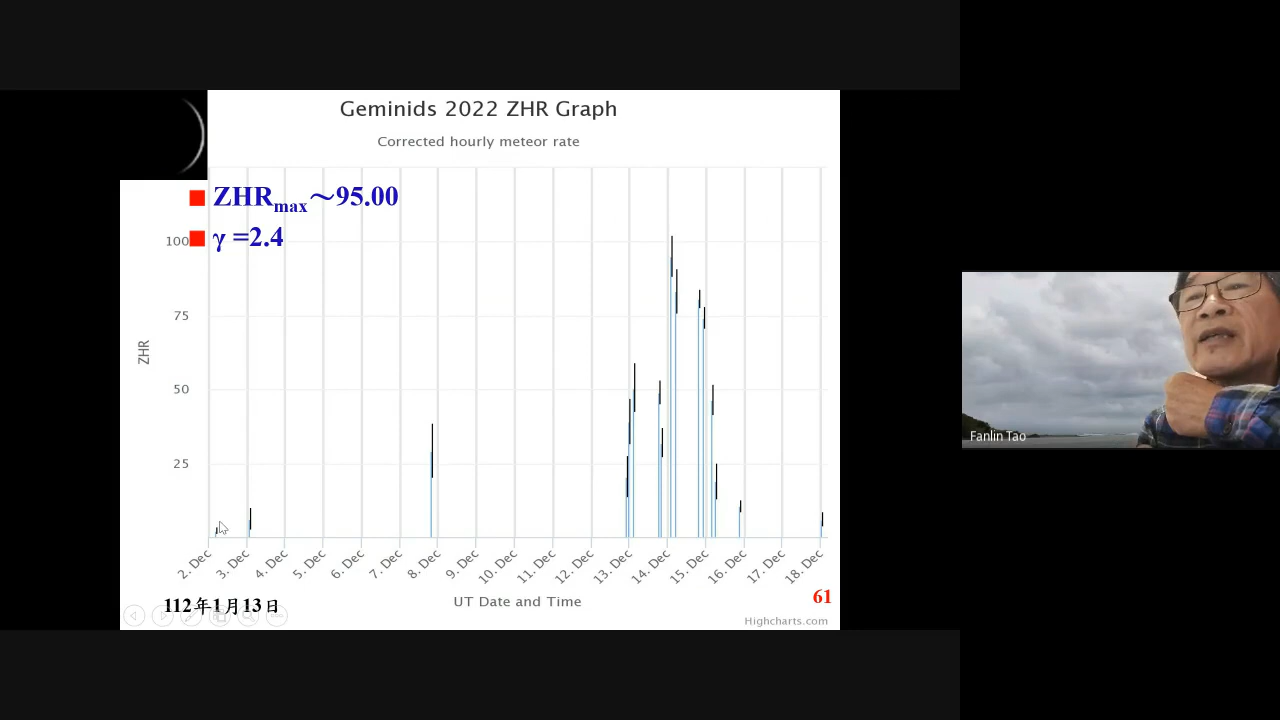 Geminids 2022 ZHR Graph
Corrected hourly meteor rate
ZHRmax～95.00
γ =2.4
100
75
50
25
ZHR
2. Dec
3. Dec
4. Dec
5. Dec
6. Dec
7. Dec
8. Dec
9. Dec
10. Dec
11. Dec
12. Dec
13. Dec
14. Dec
15. Dec
16. Dec
17. Dec
18. Dec
UT Date and Time
112年1月13日
61
Highcharts.com
Fanlin Tao